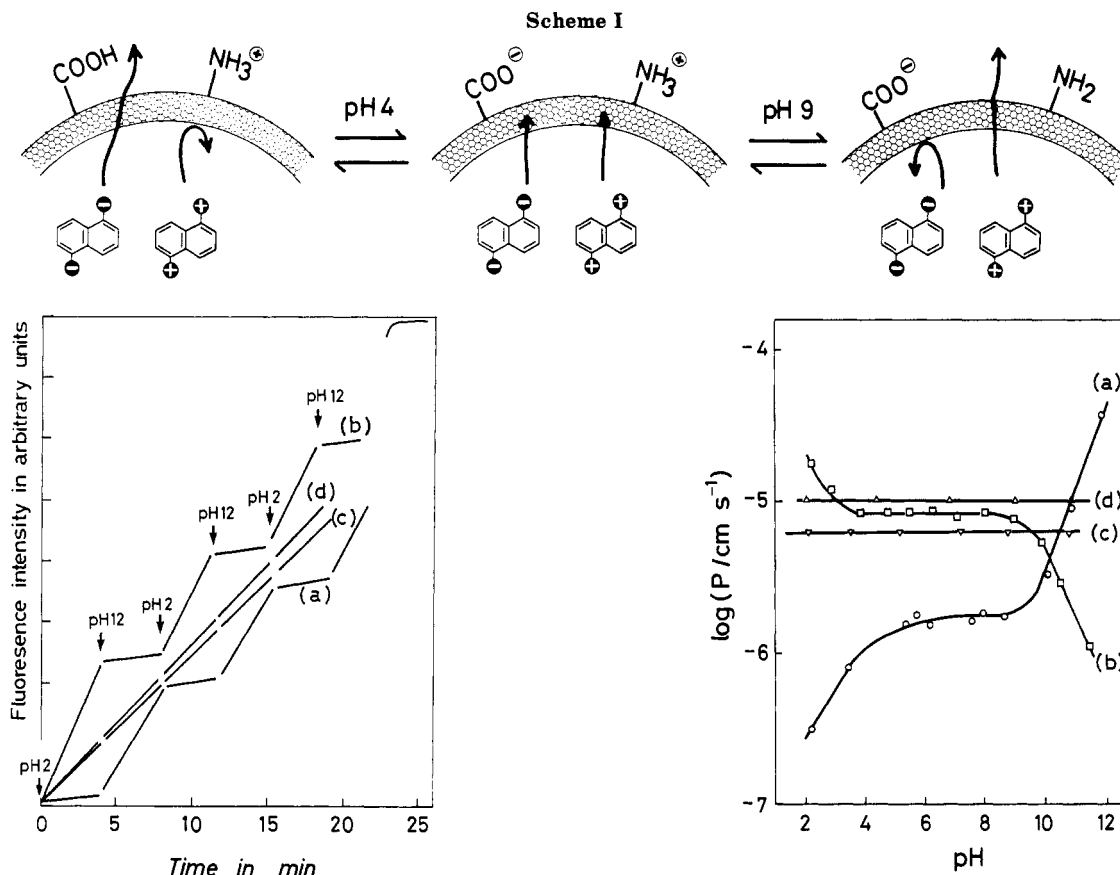 Scheme I
COOH NH3⊕
pH 4
COO⊖ NH3⊕
pH 9
COO⊖ NH2
− + − + − +
− + − + − +
Fluoresence intensity in arbitrary units
pH2
pH12
pH2
pH12
pH2
pH12
(b)
(d)
(c)
(a)
0 5 10 15 20 25
Time in min
log(P/cm s⁻¹)
-4
-5
-6
-7
(a)
(d)
(c)
(b)
2 4 6 8 10 12
pH